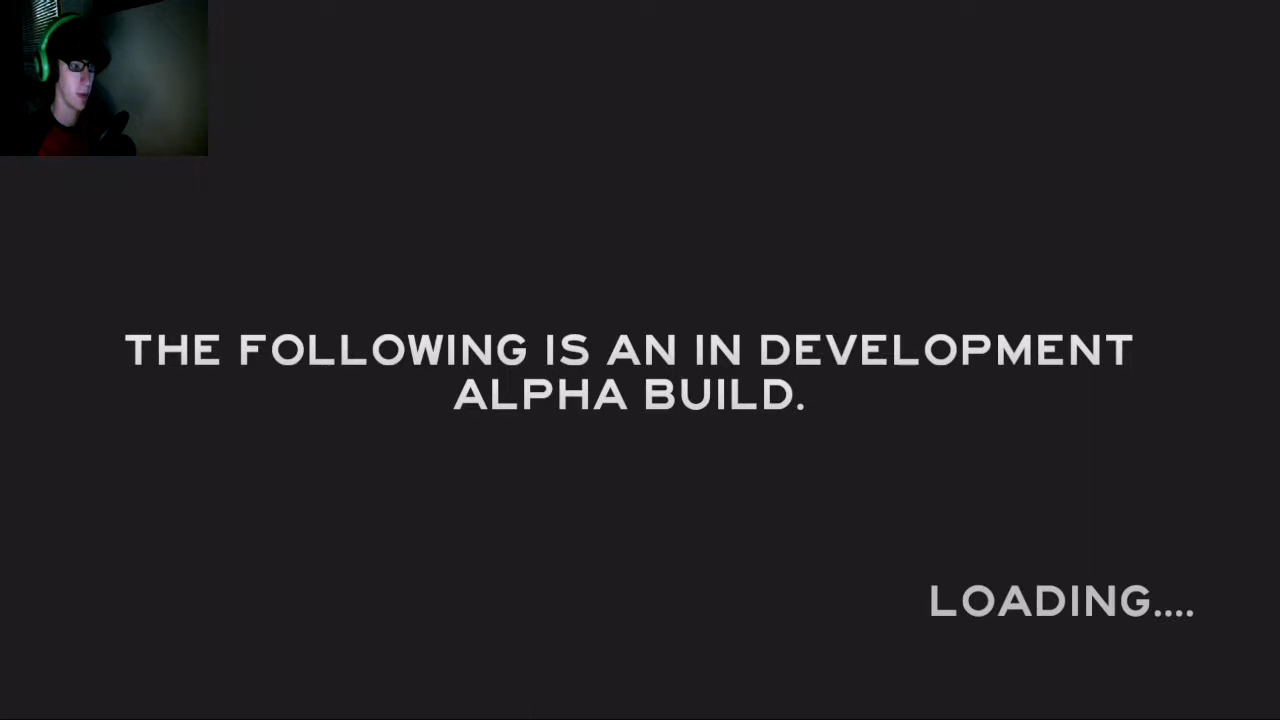 THE FOLLOWING IS AN IN DEVELOPMENT
ALPHA BUILD.
LOADING....